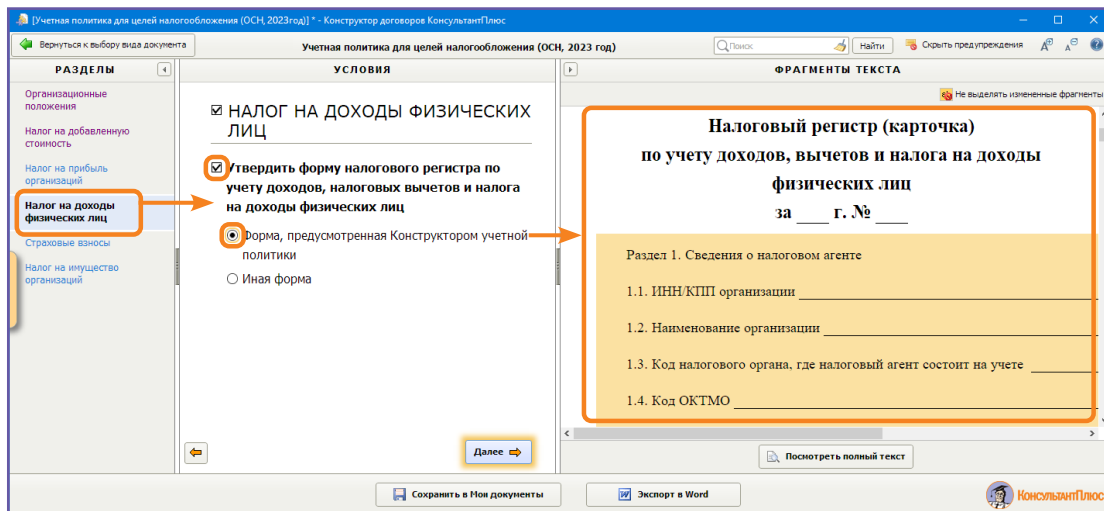 [Учетная политика для целей налогообложения (ОСН, 2023год)] * - Конструктор договоров КонсультантПлюс
Вернуться к выбору вида документа
Учетная политика для целей налогообложения (ОСН, 2023 год)
Поиск
Найти
Скрыть предупреждения
РАЗДЕЛЫ
Организационные
положения
Налог на добавленную
стоимость
Налог на прибыль
организаций
Налог на доходы
физических лиц
Страховые взносы
Налог на имущество
организаций
УСЛОВИЯ
НАЛОГ НА ДОХОДЫ ФИЗИЧЕСКИХ
ЛИЦ
Утвердить форму налогового регистра по
учету доходов, налоговых вычетов и налога
на доходы физических лиц
Форма, предусмотренная Конструктором учетной
политики
Иная форма
Далее
ФРАГМЕНТЫ ТЕКСТА
Не выделять измененные фрагменты
Налоговый регистр (карточка)
по учету доходов, вычетов и налога на доходы
физических лиц
за ___ г. № ___
Раздел 1. Сведения о налоговом агенте
1.1. ИНН/КПП организации
1.2. Наименование организации
1.3. Код налогового органа, где налоговый агент состоит на учете
1.4. Код ОКТМО
Посмотреть полный текст
Сохранить в Мои документы
Экспорт в Word
КонсультантПлюс